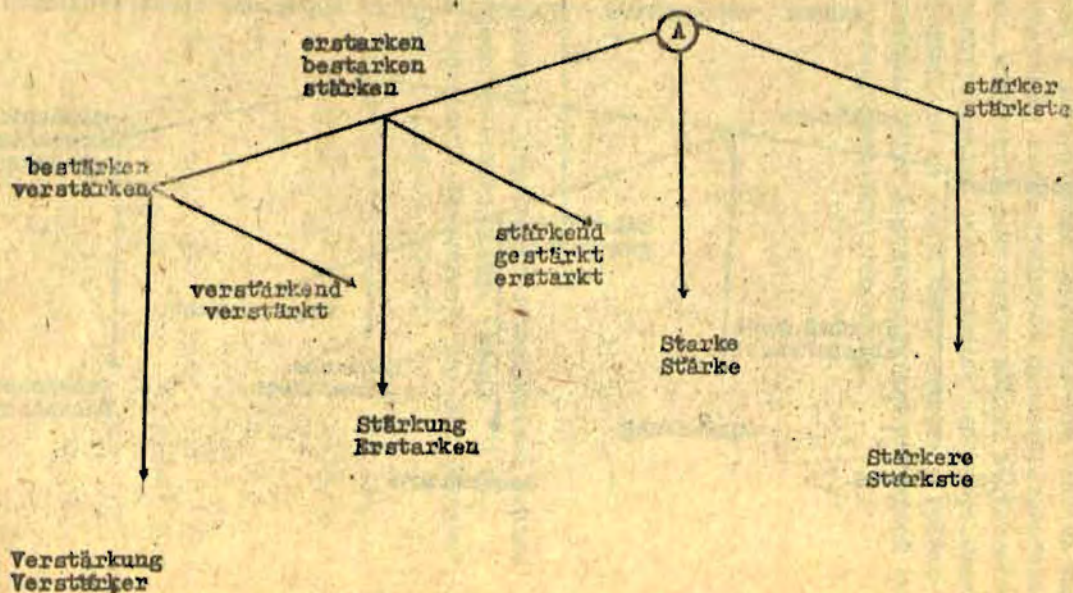 A
erstarken
bestarken
stärken
stärker
stärkste
bestärken
verstärken
stärkend
gestärkt
erstarkt
verstärkend
verstärkt
Starke
Stärke
Stärkung
Erstarken
Stärkere
Stärkste
Verstärkung
Verstärker